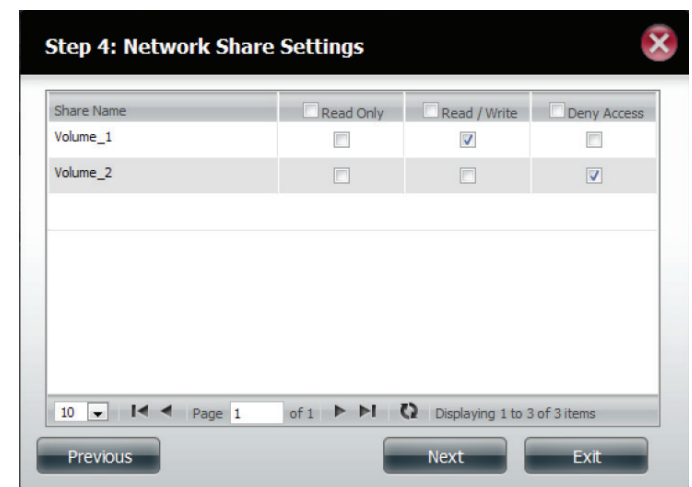 Step 4: Network Share Settings
Share Name Read Only Read / Write Deny Access
Volume_1
Volume_2
10 Page 1 of 1 Displaying 1 to 3 of 3 items
Previous Next Exit